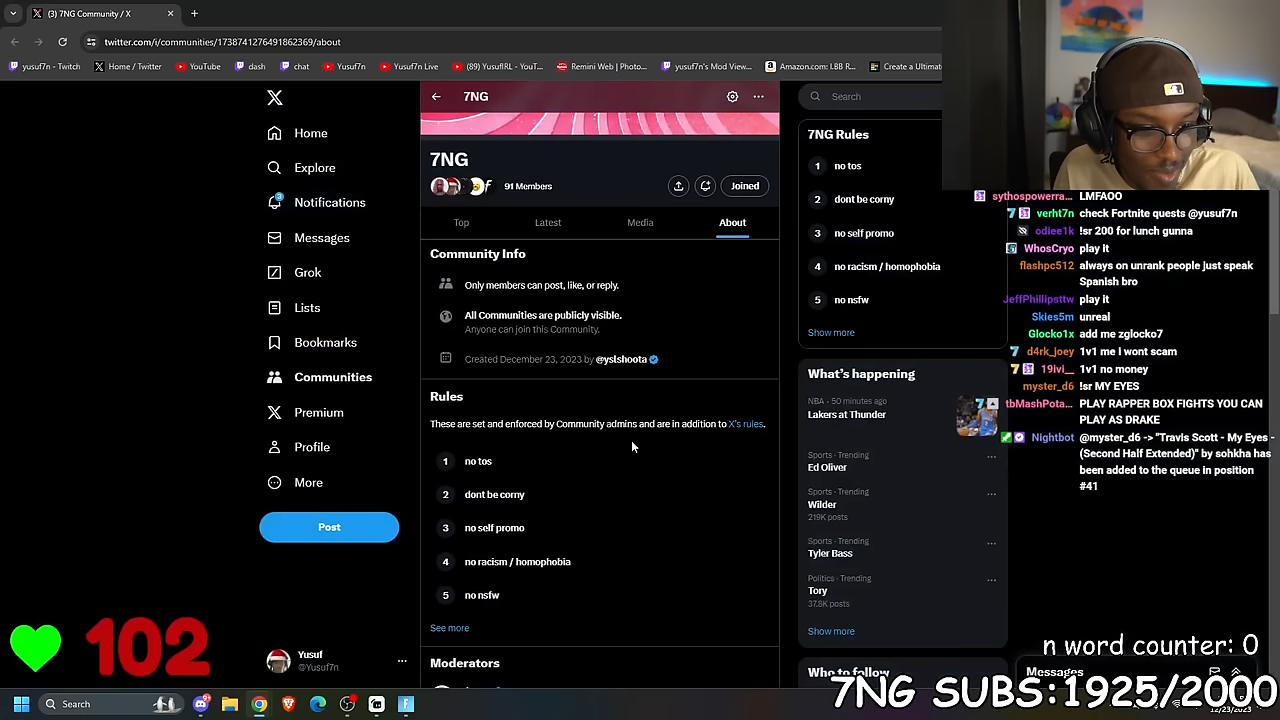 (3) 7NG Community / X
twitter.com/i/communities/1738741276491862369/about
yusuf7n - Twitch
Home / Twitter
YouTube
dash
chat
Yusuf7n
Yusuf7n Live
(89) YusufIRL - YouT...
Remini Web | Photo...
yusuf7n's Mod View...
Amazon.com: LBB R...
Create a Ultimat
Home
Explore
Notifications
Messages
Grok
Lists
Bookmarks
Communities
Premium
Profile
More
Post
Yusuf
@Yusuf7n
7NG
7NG
91 Members
Joined
Top
Latest
Media
About
Community Info
Only members can post, like, or reply.
All Communities are publicly visible.
Anyone can join this Community.
Created December 23, 2023 by @yslshoota
Rules
These are set and enforced by Community admins and are in addition to X's rules.
1 no tos
2 dont be corny
3 no self promo
4 no racism / homophobia
5 no nsfw
See more
Moderators
Search
7NG Rules
1 no tos
2 dont be corny
3 no self promo
4 no racism / homophobia
5 no nsfw
Show more
What's happening
NBA · 50 minutes ago
Lakers at Thunder
Sports · Trending
Ed Oliver
Sports · Trending
Wilder
219K posts
Sports · Trending
Tyler Bass
Politics · Trending
Tory
37.8K posts
Show more
Who to follow
Messages
sythospowerra... LMFAOO
verht7n check Fortnite quests @yusuf7n
odiee1k !sr 200 for lunch gunna
WhosCryo play it
flashpc512 always on unrank people just speak
Spanish bro
JeffPhillipsttw play it
Skies5m unreal
Glocko1x add me zglocko7
d4rk_joey 1v1 me I wont scam
19ivi__ 1v1 no money
myster_d6 !sr MY EYES
tbMashPota... PLAY RAPPER BOX FIGHTS YOU CAN
PLAY AS DRAKE
Nightbot @myster_d6 -> "Travis Scott - My Eyes -
(Second Half Extended)" by sohkha has
been added to the queue in position
#41
102
n word counter: 0
7NG SUBS:1925/2000
Search
12/23/2023